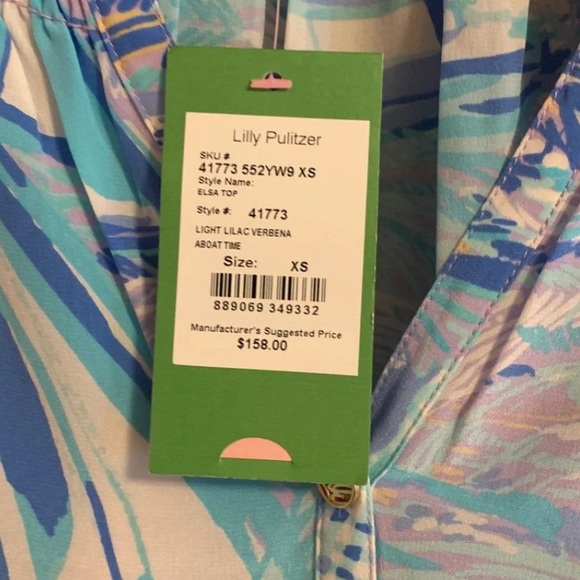 Lilly Pulitzer
SKU #
41773 552YW9 XS
Style Name:
ELSA TOP
Style #: 41773
LIGHT LILAC VERBENA
ABOAT TIME
Size: XS
889069 349332
Manufacturer's Suggested Price
$158.00